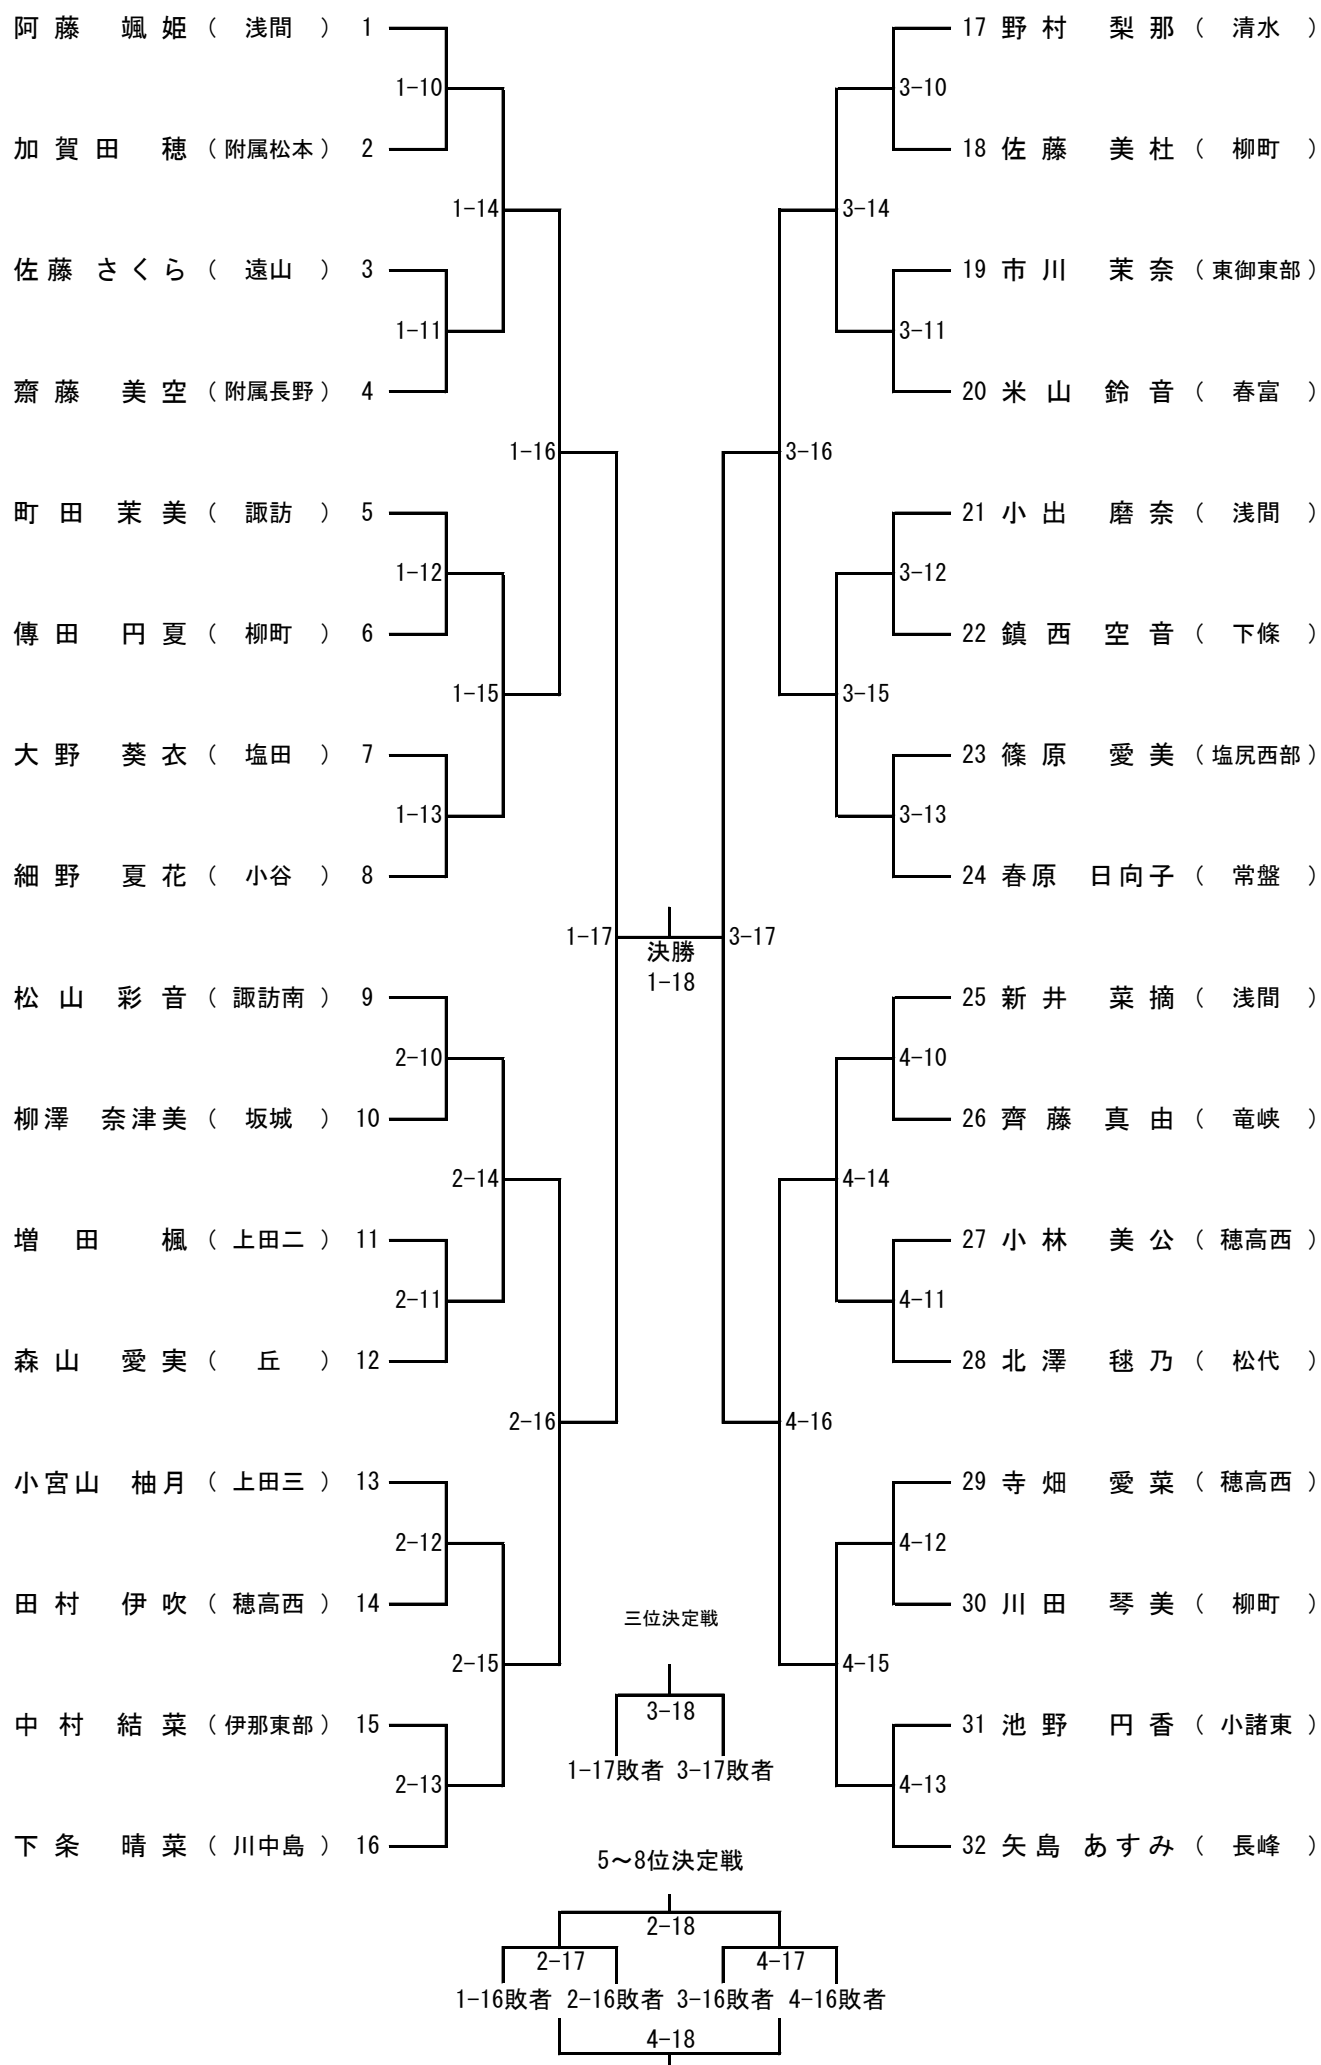 阿藤 颯姫 ( 浅間 ) 1
1-10
加賀田 穂 ( 附属松本 ) 2
1-14
佐藤 さくら ( 遠山 ) 3
1-11
齋藤 美空 ( 附属長野 ) 4
1-16
町田 茉美 ( 諏訪 ) 5
1-12
傳田 円夏 ( 柳町 ) 6
1-15
大野 葵衣 ( 塩田 ) 7
1-13
細野 夏花 ( 小谷 ) 8
1-17
松山 彩音 ( 諏訪南 ) 9
2-10
柳澤 奈津美 ( 坂城 ) 10
2-14
増田 楓 ( 上田二 ) 11
2-11
森山 愛実 ( 丘 ) 12
2-16
小宮山 柚月 ( 上田三 ) 13
2-12
田村 伊吹 ( 穂高西 ) 14
2-15
中村 結菜 ( 伊那東部 ) 15
2-13
下条 晴菜 ( 川中島 ) 16
決勝
1-18
17 野村 梨那 ( 清水 )
3-10
18 佐藤 美杜 ( 柳町 )
3-14
19 市川 茉奈 ( 東御東部 )
3-11
20 米山 鈴音 ( 春富 )
3-16
21 小出 磨奈 ( 浅間 )
3-12
22 鎮西 空音 ( 下條 )
3-15
23 篠原 愛美 ( 塩尻西部 )
3-13
24 春原 日向子 ( 常盤 )
3-17
25 新井 菜摘 ( 浅間 )
4-10
26 齊藤 真由 ( 竜峡 )
4-14
27 小林 美公 ( 穂高西 )
4-11
28 北澤 毬乃 ( 松代 )
4-16
29 寺畑 愛菜 ( 穂高西 )
4-12
30 川田 琴美 ( 柳町 )
4-15
31 池野 円香 ( 小諸東 )
4-13
32 矢島 あすみ ( 長峰 )
三位決定戦
3-18
1-17敗者 3-17敗者
5～8位決定戦
2-18
2-17 4-17
1-16敗者 2-16敗者 3-16敗者 4-16敗者
4-18